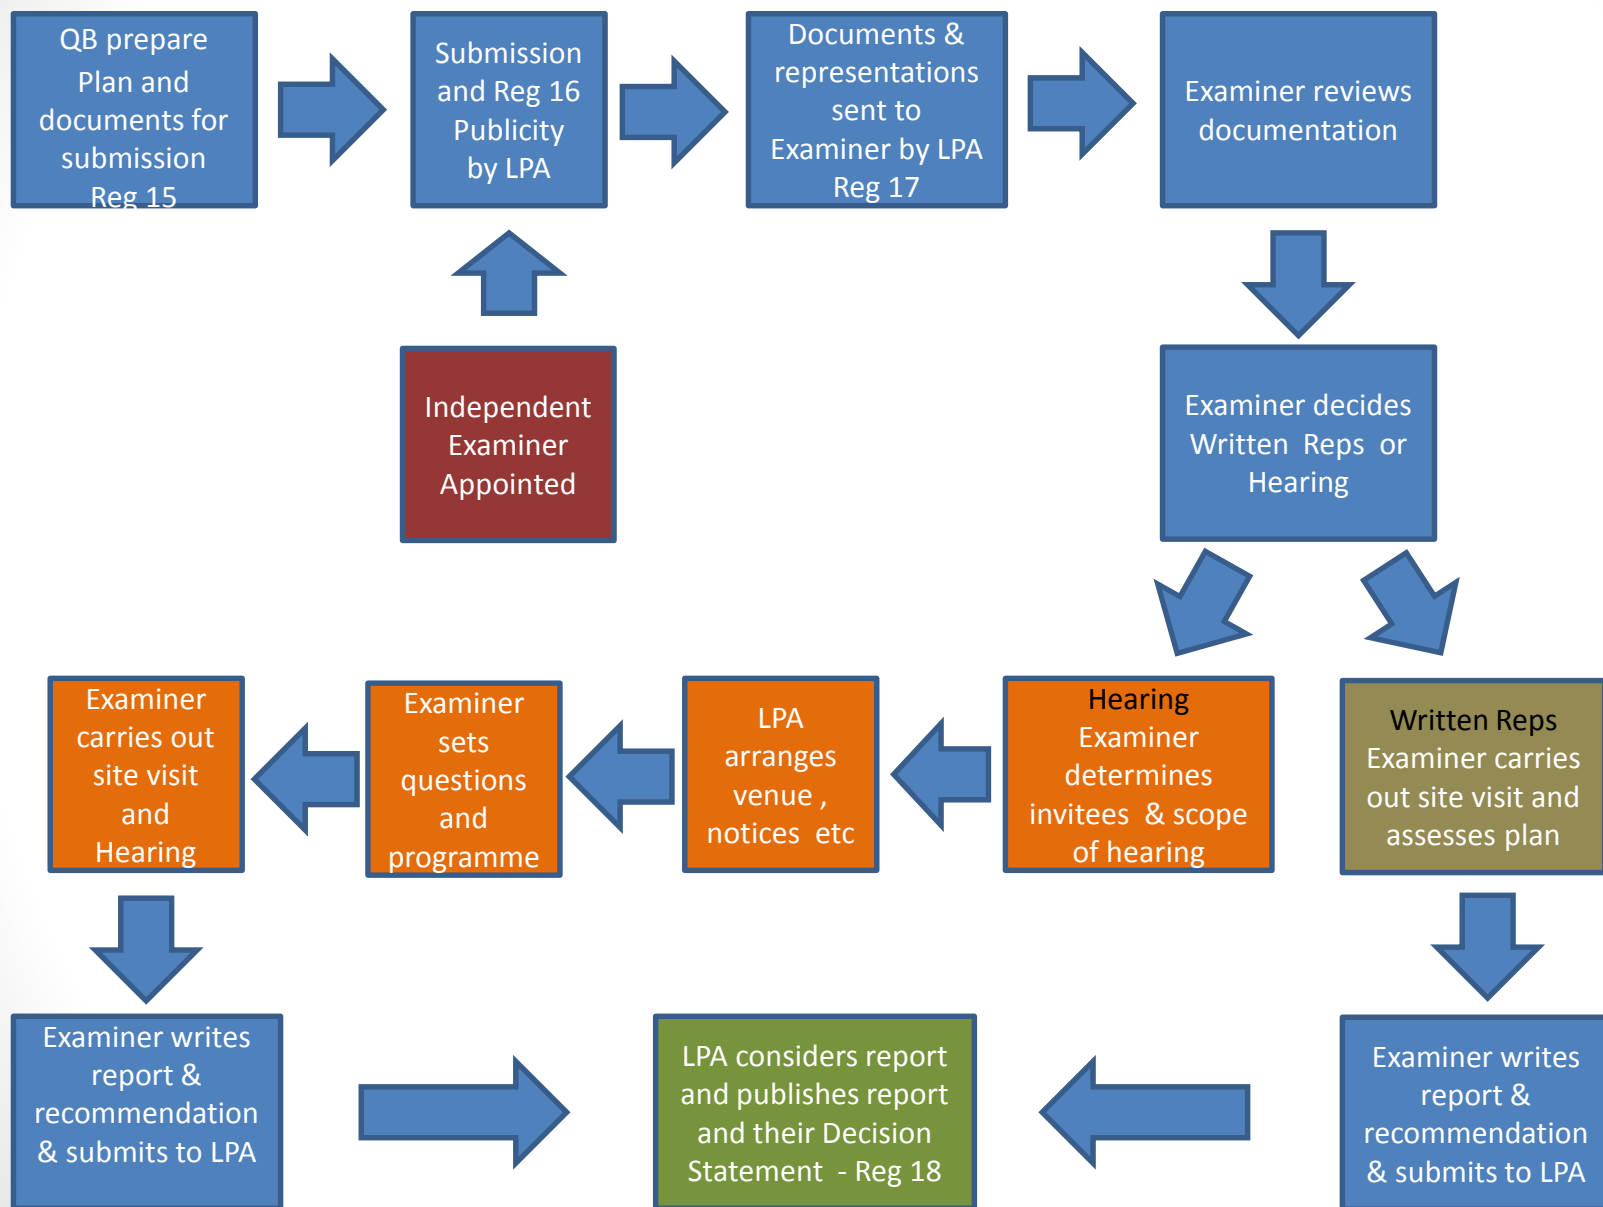 QB prepare
Plan and
documents for
submission
Reg 15
Submission
and Reg 16
Publicity
by LPA
Documents &
representations
sent to
Examiner by LPA
Reg 17
Examiner reviews
documentation
Independent
Examiner
Appointed
Examiner decides
Written Reps or
Hearing
Examiner
carries out
site visit
and
Hearing
Examiner
sets
questions
and
programme
LPA
arranges
venue ,
notices etc
Hearing
Examiner
determines
invitees & scope
of hearing
Written Reps
Examiner carries
out site visit and
assesses plan
Examiner writes
report &
recommendation
& submits to LPA
LPA considers report
and publishes report
and their Decision
Statement - Reg 18
Examiner writes
report &
recommendation
& submits to LPA